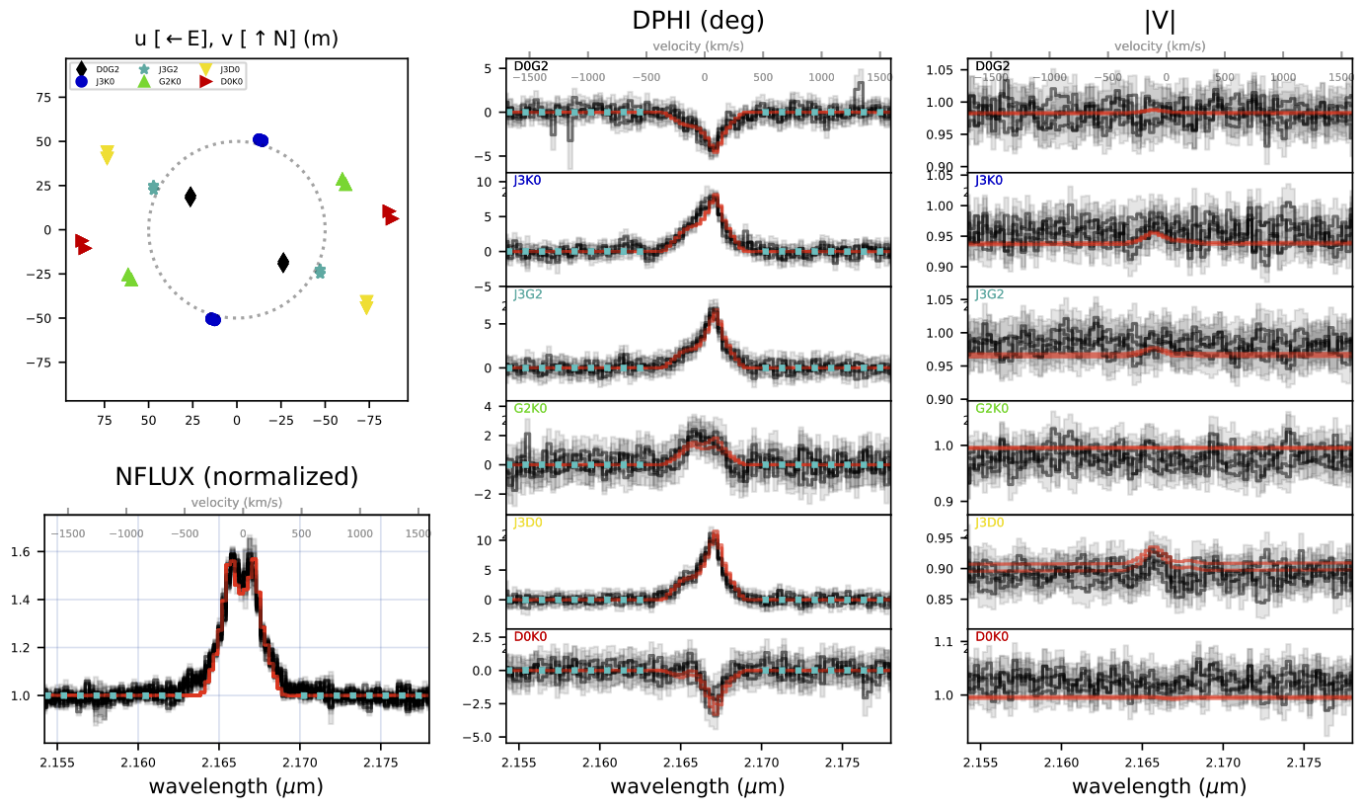 u [←E], v [↑ N] (m)
D0G2 J3G2 J3D0
J3K0 G2K0 D0K0
75
50
25
0
−25
−50
−75
75 50 25 0 −25 −50 −75
NFLUX (normalized)
velocity (km/s)
−1500 −1000 −500 0 500 1000 1500
1.6
1.4
1.2
1.0
2.155 2.160 2.165 2.170 2.175
wavelength (μm)
DPHI (deg)
velocity (km/s)
D0G2
−1500 −1000 −500 0 500 1000 1500
5
0
−5
J3K0
10
5
0
−5
J3G2
5
0
G2K0
4
2
0
−2
J3D0
10
5
0
D0K0
2.5
0.0
−2.5
−5.0
2.155 2.160 2.165 2.170 2.175
wavelength (μm)
|V|
velocity (km/s)
D0G2
−1500 −1000 −500 0 500 1000 1500
1.05
1.00
0.95
0.90
J3K0
1.05
1.00
0.95
0.90
J3G2
1.05
1.00
0.95
0.90
G2K0
1.0
0.9
J3D0
0.95
0.90
0.85
D0K0
1.1
1.0
2.155 2.160 2.165 2.170 2.175
wavelength (μm)